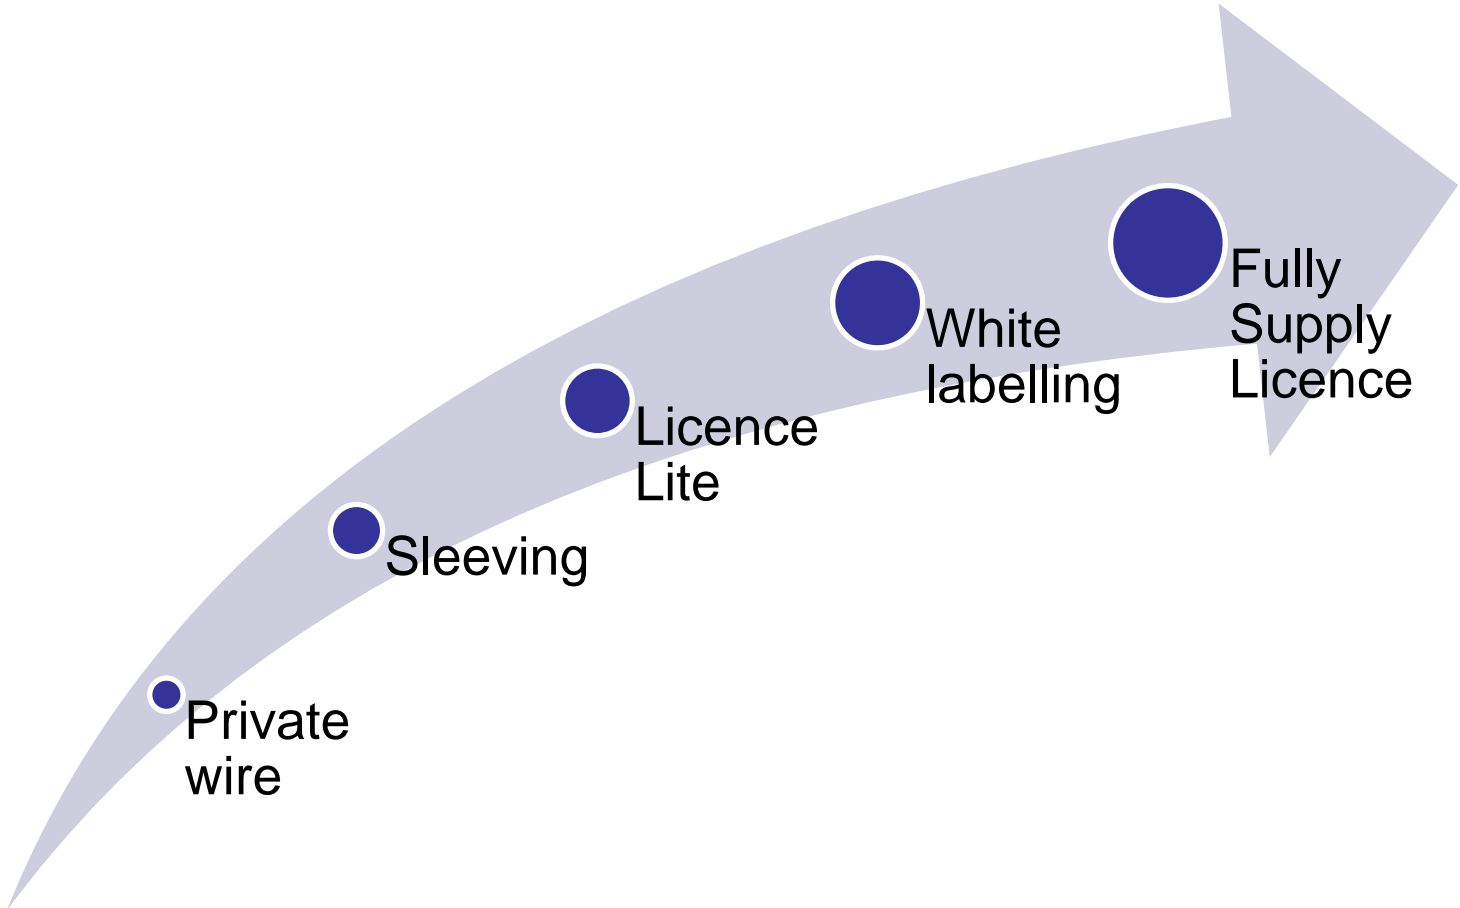 Private
wire
Sleeving
Licence
Lite
White
labelling
Fully
Supply
Licence